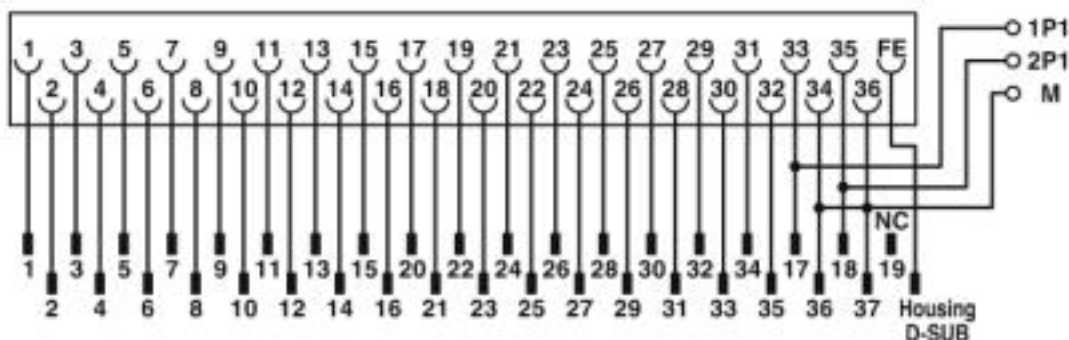 1P1
1 3 5 7 9 11 13 15 17 19 21 23 25 27 29 31 33 35 FE
2P1
2 4 6 8 10 12 14 16 18 20 22 24 26 28 30 32 34 36
M
NC
1 3 5 7 9 11 13 15 20 22 24 26 28 30 32 34 17 18 19
2 4 6 8 10 12 14 16 21 23 25 27 29 31 33 35 36 37 Housing
D-SUB